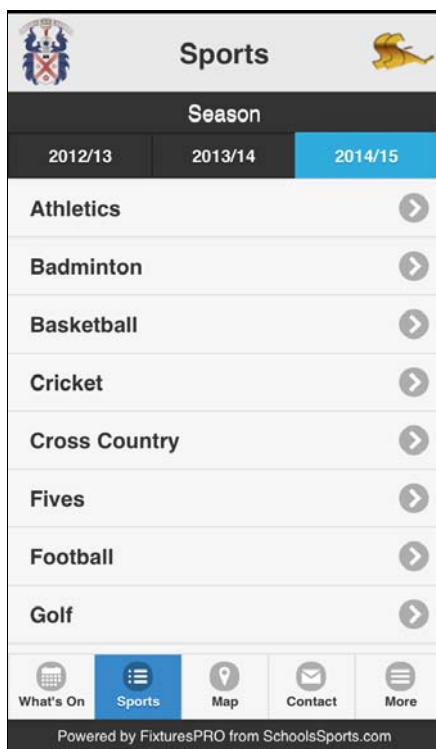 Sports
Season
2012/13 2013/14 2014/15
Athletics
Badminton
Basketball
Cricket
Cross Country
Fives
Football
Golf
What's On Sports Map Contact More
Powered by FixturesPRO from SchoolsSports.com